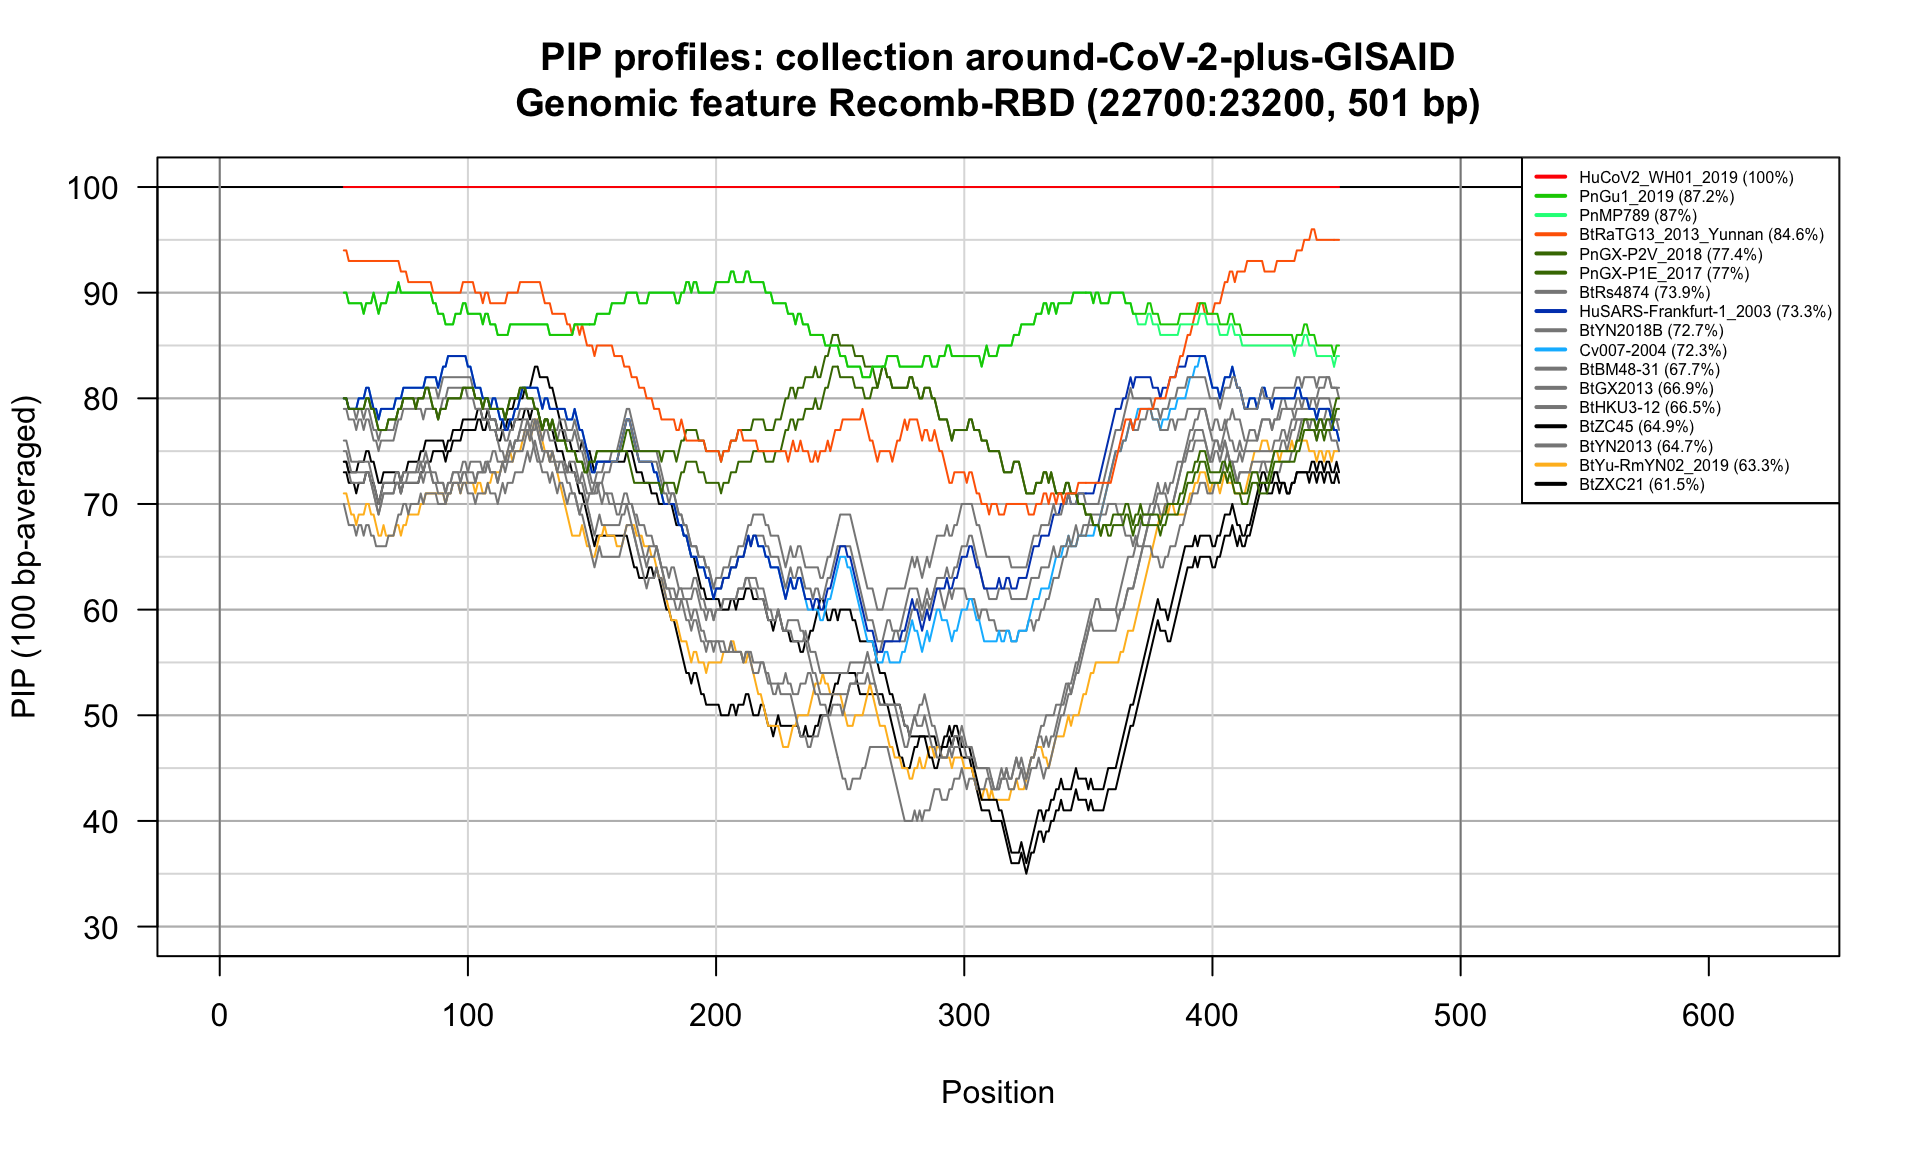 PIP profiles: collection around-CoV-2-plus-GISAID
Genomic feature Recomb-RBD (22700:23200, 501 bp)
HuCoV2_WH01_2019 (100%)
PnGu1_2019 (87.2%)
PnMP789 (87%)
BtRaTG13_2013_Yunnan (84.6%)
PnGX-P2V_2018 (77.4%)
PnGX-P1E_2017 (77%)
BtRs4874 (73.9%)
HuSARS-Frankfurt-1_2003 (73.3%)
BtYN2018B (72.7%)
Cv007-2004 (72.3%)
BtBM48-31 (67.7%)
BtGX2013 (66.9%)
BtHKU3-12 (66.5%)
BtZC45 (64.9%)
BtYN2013 (64.7%)
BtYu-RmYN02_2019 (63.3%)
BtZXC21 (61.5%)
PIP (100 bp-averaged)
100
90
80
70
60
50
40
30
0 100 200 300 400 500 600
Position